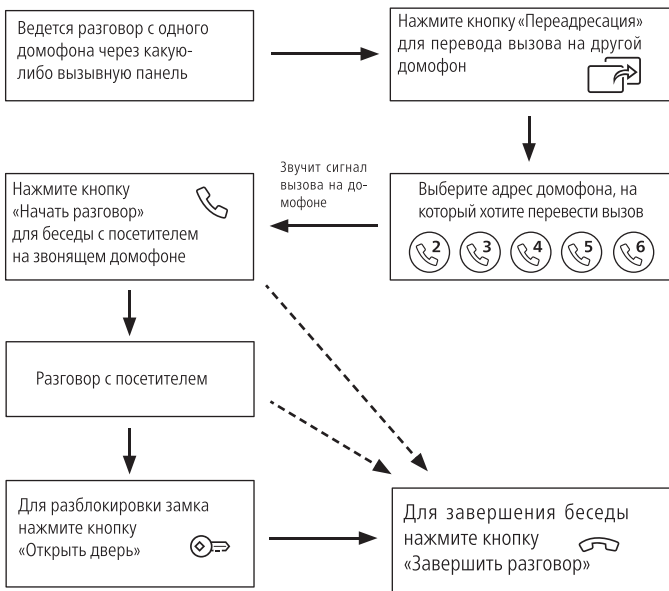 Ведется разговор с одного
домофона через какую-
либо вызывную панель
Нажмите кнопку «Переадресация»
для перевода вызова на другой
домофон
Выберите адрес домофона, на
который хотите перевести вызов
2 3 4 5 6
Звучит сигнал
вызова на до-
мофоне
Нажмите кнопку
«Начать разговор»
для беседы с посетителем
на звонящем домофоне
Разговор с посетителем
Для разблокировки замка
нажмите кнопку
«Открыть дверь»
Для завершения беседы
нажмите кнопку
«Завершить разговор»